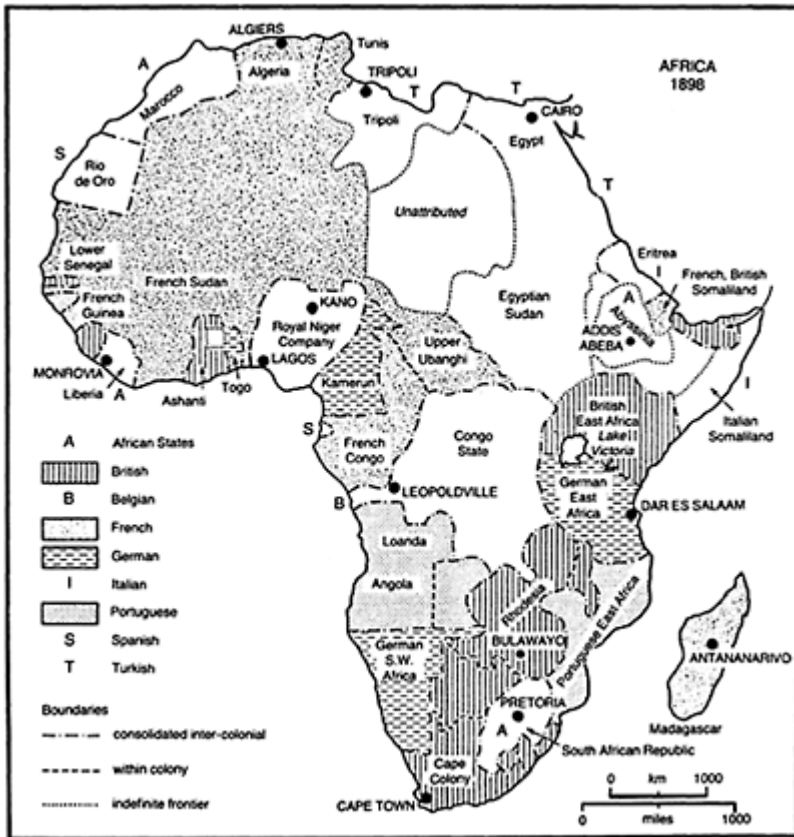 AFRICA
1898
ALGIERS
Tunis
A
Algeria
TRIPOLI
T
T
Marocco
CAIRO
Tripoli
Egypt
S
Rio
de Oro
T
Unattributed
Lower
Senegal
Eritrea
I
French, British
Somaliland
French Sudan
French
Guinea
KANO
Egyptian
Sudan
A
Abyssinia
Royal Niger
Company
ADDIS
ABEBA
Upper
Ubanghi
MONROVIA
LAGOS
Liberia
A
Togo
Kamerun
Ashanti
I
British
East Africa
Lake
Victoria
Italian
Somaliland
S
French
Congo
Congo
State
German
East
Africa
B
LEOPOLDVILLE
DAR ES SALAAM
Loanda
Angola
Rhodesia
Portuguese East Africa
BULAWAYO
German
S.W.
Africa
ANTANANARIVO
PRETORIA
Madagascar
A
South African Republic
Cape
Colony
CAPE TOWN
A African States
British
B Belgian
French
German
I Italian
Portuguese
S Spanish
T Turkish
Boundaries
consolidated inter-colonial
within colony
indefinite frontier
0 km 1000
0 miles 1000